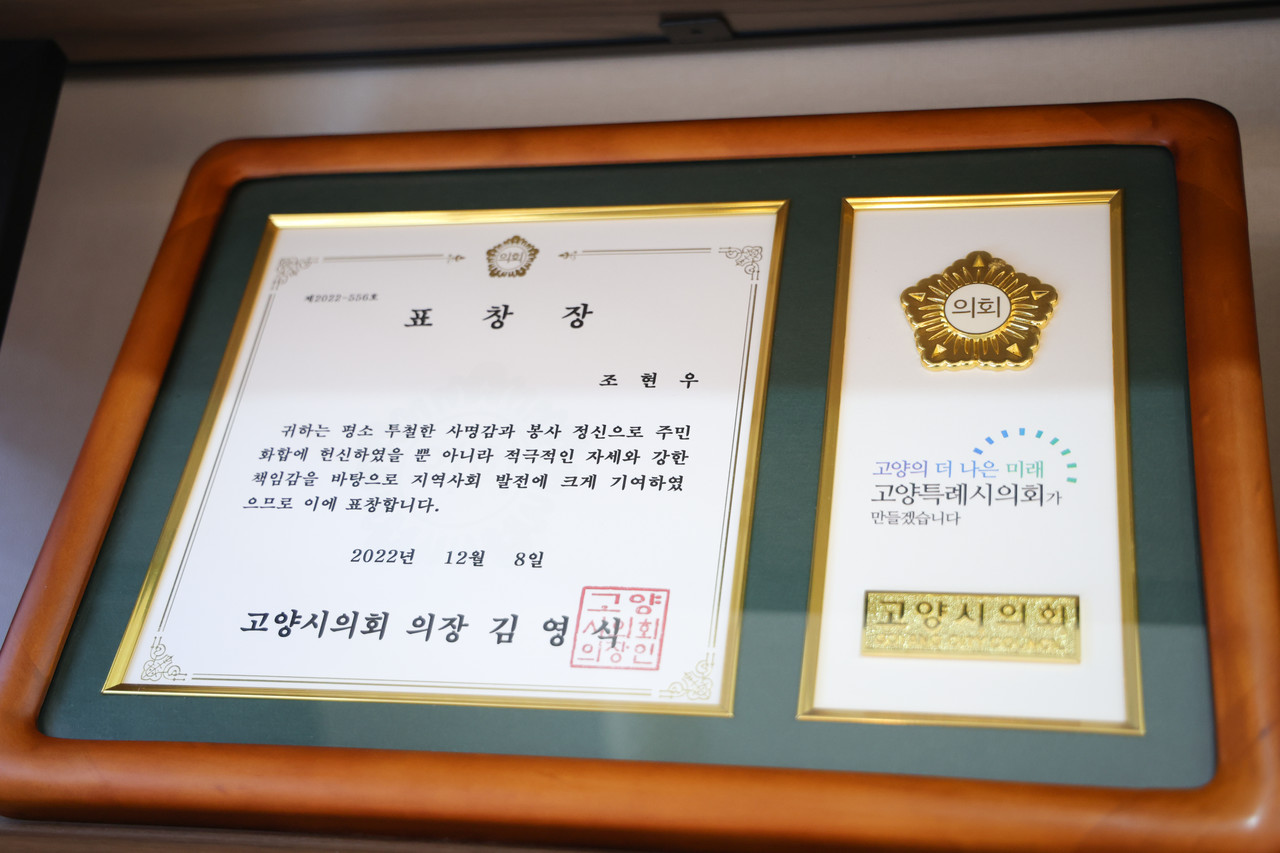 의회
제2022-556호
표 창 장
조 현 우
귀하는 평소 투철한 사명감과 봉사 정신으로 주민
화합에 헌신하였을 뿐 아니라 적극적인 자세와 강한
책임감을 바탕으로 지역사회 발전에 크게 기여하였
으므로 이에 표창합니다.
2022년 12월 8일
고양시의회 의장 김 영 식
고양
시의회
의장인
의회
고양의 더 나은 미래
고양특례시의회가
만들겠습니다
고양시의회
GOYANG CITY COUNCIL